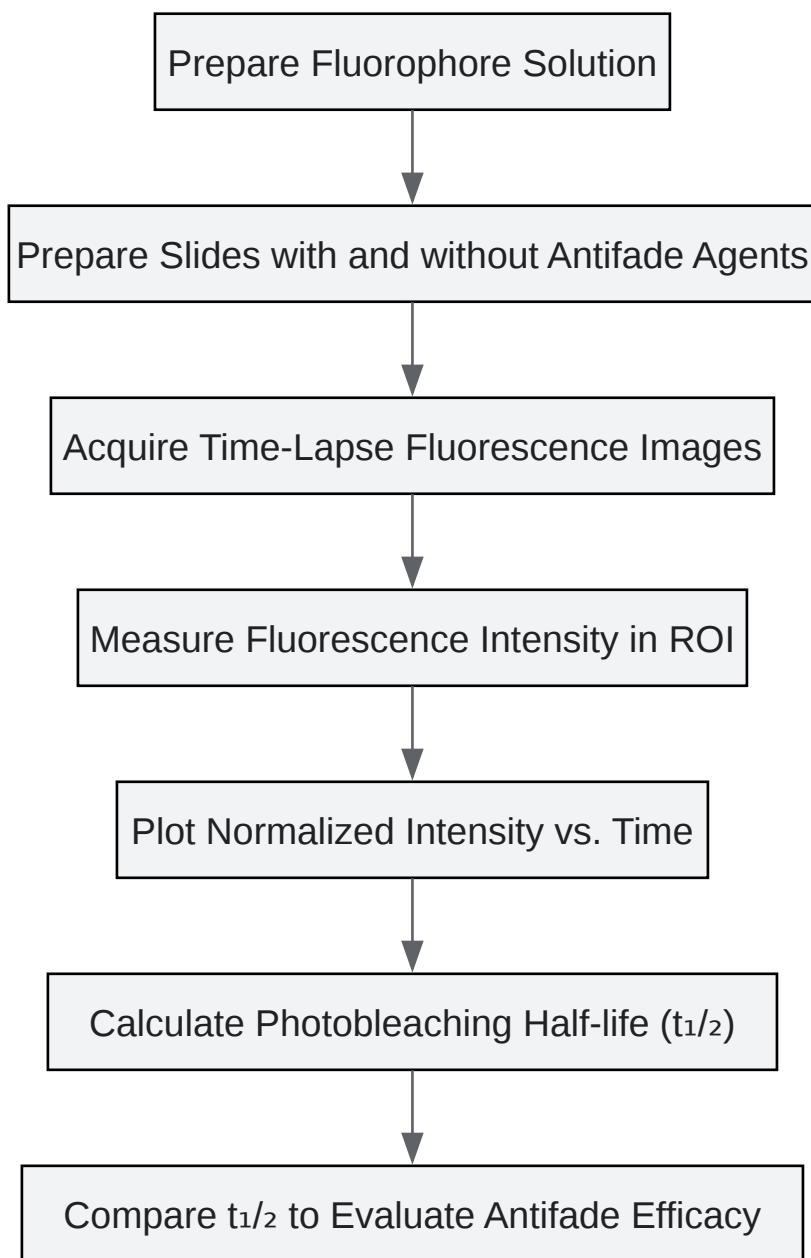 Prepare Fluorophore Solution
Prepare Slides with and without Antifade Agents
Acquire Time-Lapse Fluorescence Images
Measure Fluorescence Intensity in ROI
Plot Normalized Intensity vs. Time
Calculate Photobleaching Half-life (t₁/₂)
Compare t₁/₂ to Evaluate Antifade Efficacy